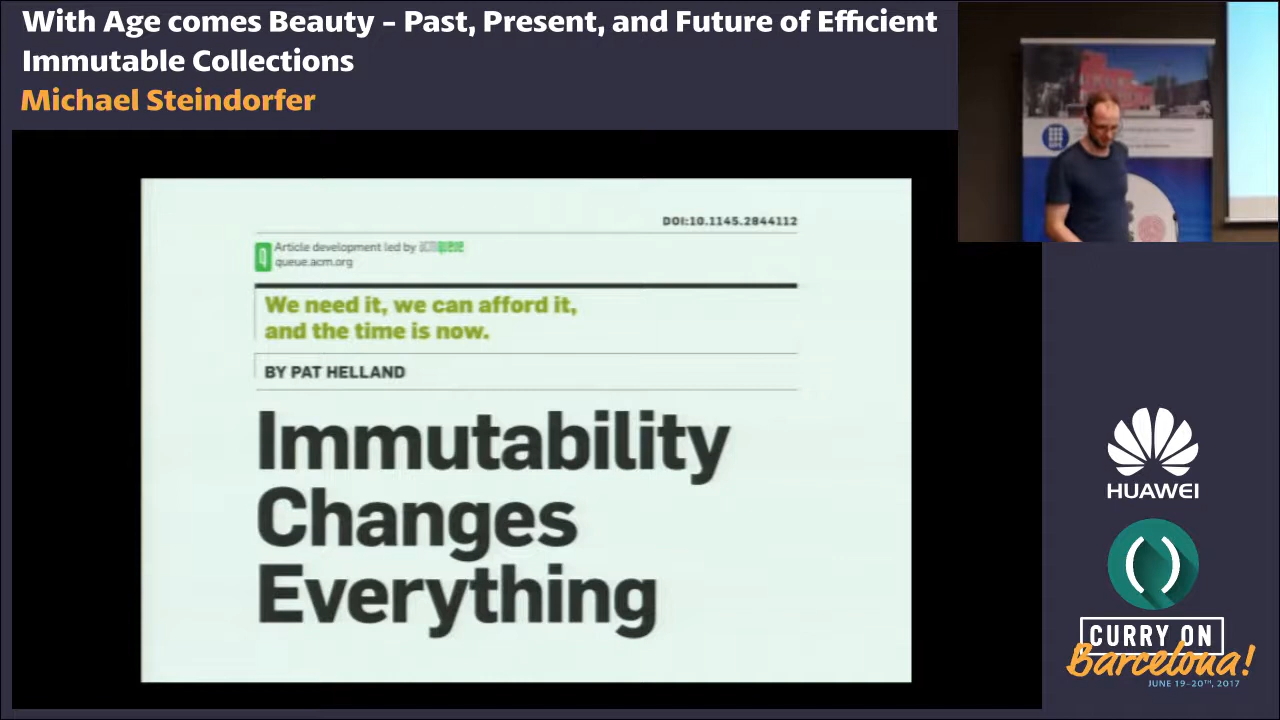 With Age comes Beauty – Past, Present, and Future of Efficient
Immutable Collections
Michael Steindorfer
DOI:10.1145.2844112
q Article development led by acmqueue
queue.acm.org
We need it, we can afford it,
and the time is now.
BY PAT HELLAND
Immutability
Changes
Everything
HUAWEI
CURRY ON
Barcelona!
JUNE 19-20TH, 2017